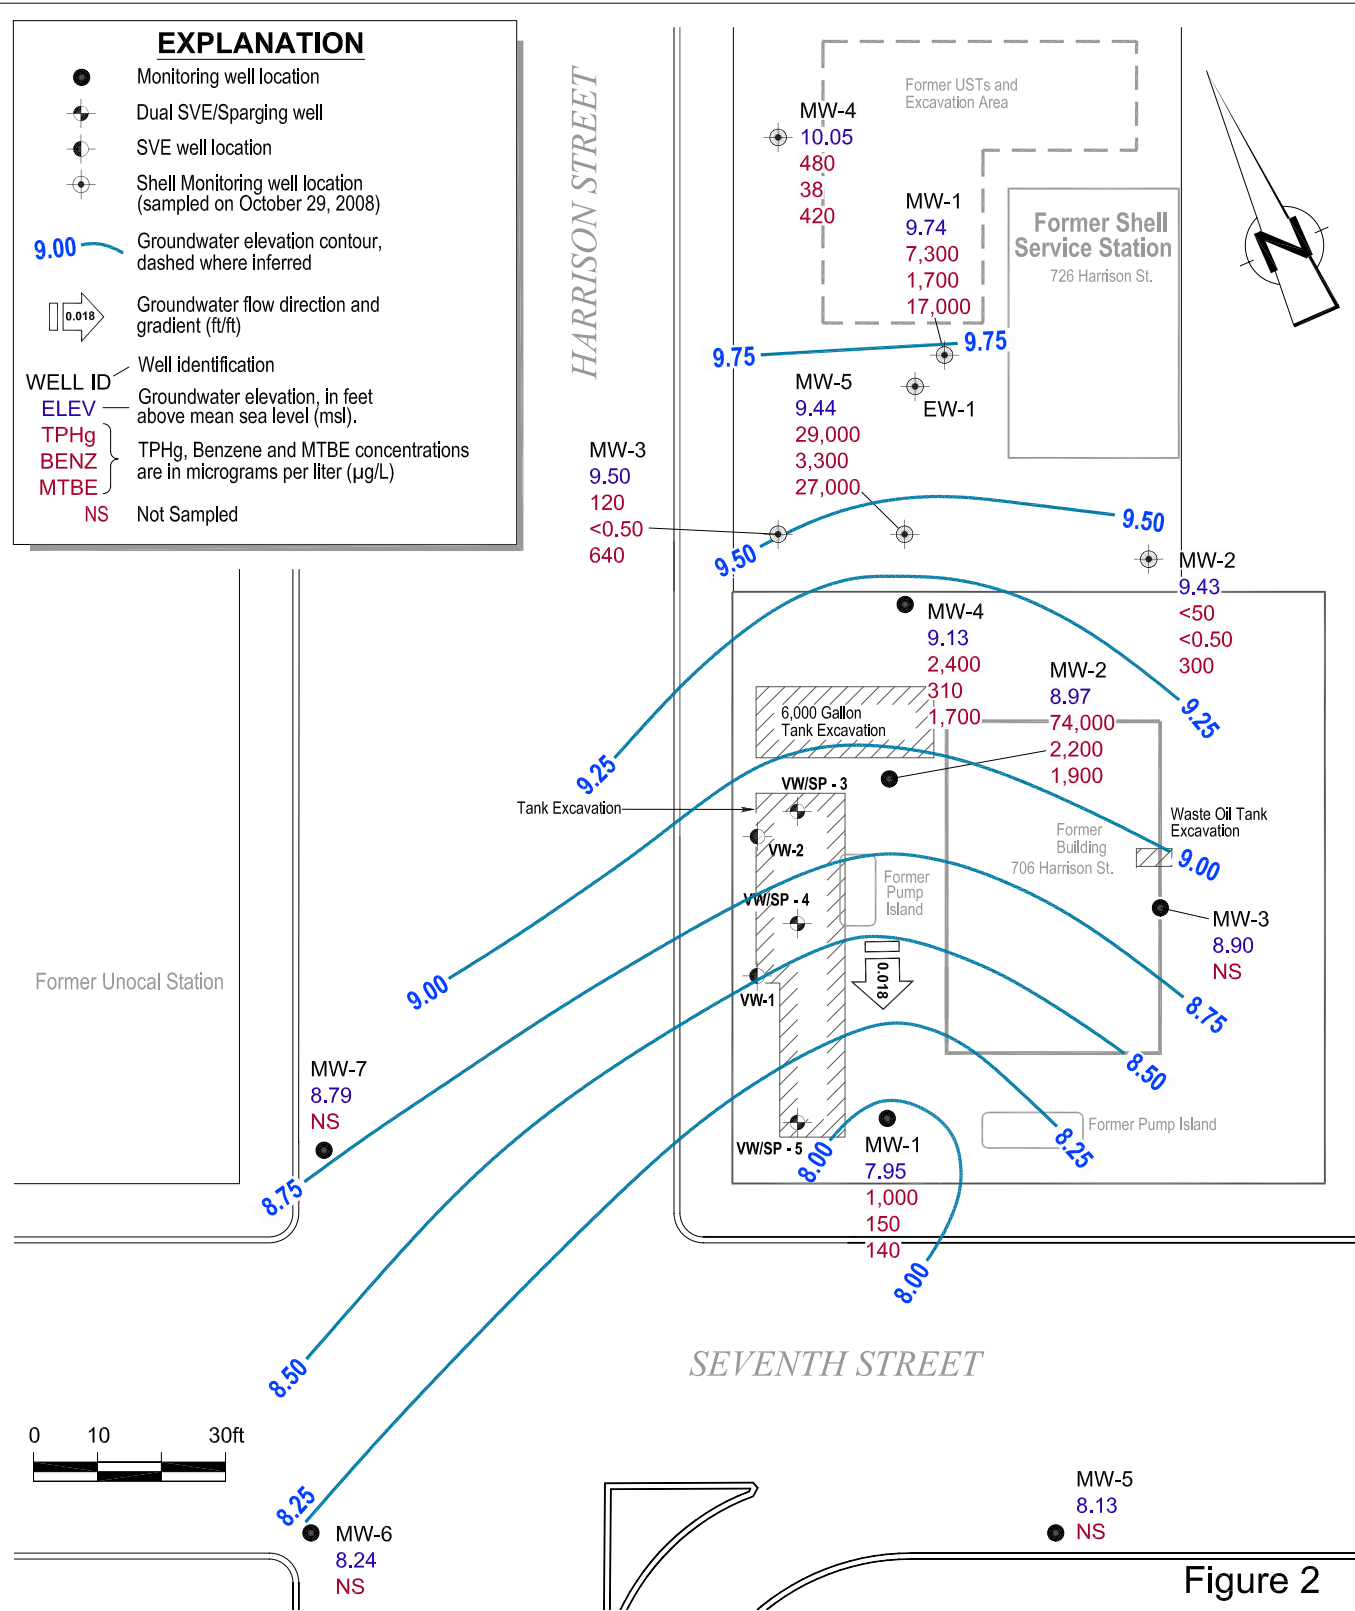 EXPLANATION
Monitoring well location
Dual SVE/Sparging well
SVE well location
Shell Monitoring well location
(sampled on October 29, 2008)
9.00
Groundwater elevation contour,
dashed where inferred
0.018
Groundwater flow direction and
gradient (ft/ft)
WELL ID
Well identification
ELEV
Groundwater elevation, in feet
above mean sea level (msl).
TPHg
BENZ
MTBE
TPHg, Benzene and MTBE concentrations
are in micrograms per liter (µg/L)
NS
Not Sampled
HARRISON STREET
Former USTs and
Excavation Area
MW-4
10.05
480
38
420
MW-1
9.74
7,300
1,700
17,000
Former Shell
Service Station
726 Harrison St.
N
9.75
9.75
MW-5
9.44
29,000
3,300
27,000
EW-1
MW-3
9.50
120
<0.50
640
9.50
9.50
MW-2
9.43
<50
<0.50
300
MW-4
9.13
2,400
310
1,700
MW-2
8.97
74,000
2,200
1,900
6,000 Gallon
Tank Excavation
9.25
9.25
VW/SP - 3
Tank Excavation
VW-2
Former
Building
706 Harrison St.
Waste Oil Tank
Excavation
9.00
Former
Pump
Island
VW/SP - 4
MW-3
8.90
NS
Former Unocal Station
9.00
VW-1
0.018
8.75
8.50
MW-7
8.79
NS
8.75
VW/SP - 5
8.00
MW-1
7.95
1,000
150
140
8.25
Former Pump Island
8.00
SEVENTH STREET
8.50
0 10 30ft
8.25
MW-6
8.24
NS
MW-5
8.13
NS
Figure 2